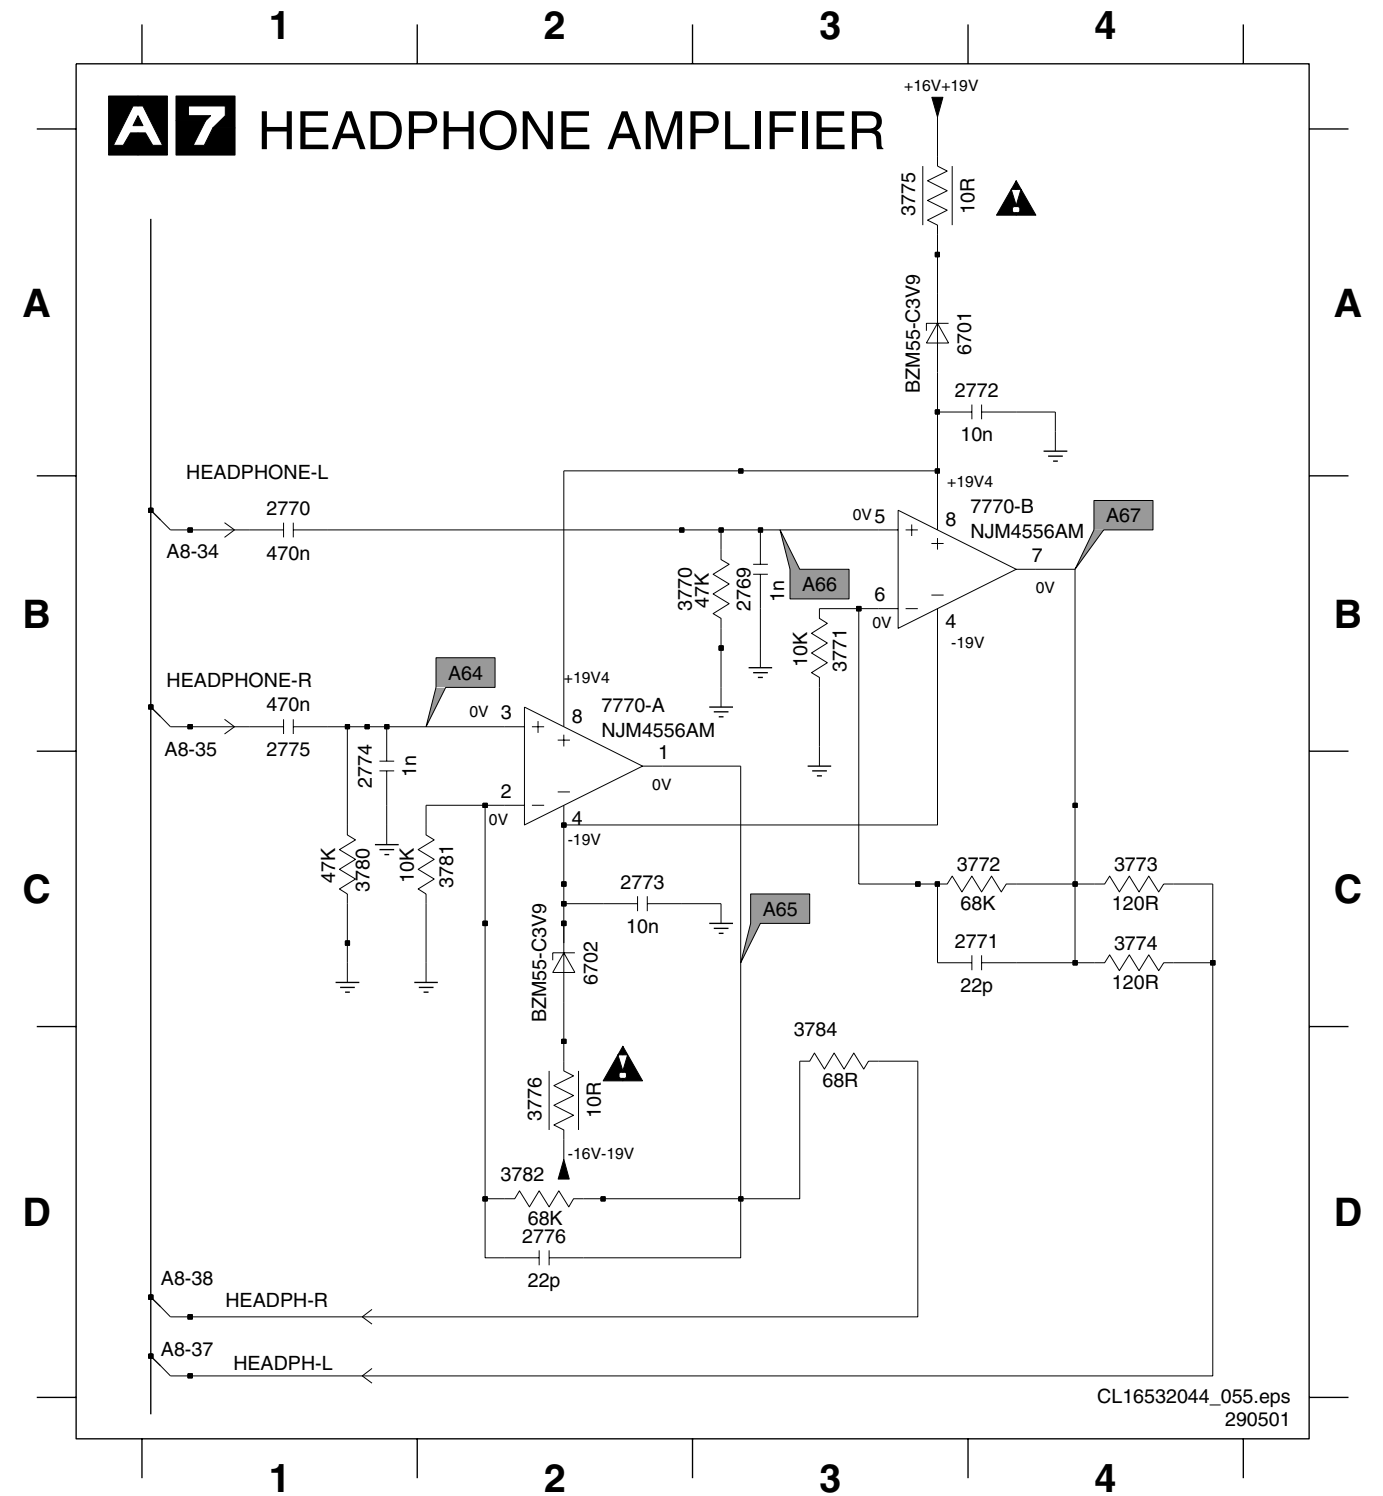 1 2 3 4
+16V+19V
A7 HEADPHONE AMPLIFIER
3775
10R
A A
BZM55-C3V9
6701
2772
10n
HEADPHONE-L
+19V4
2770
7770-B
0V 5
8
NJM4556AM
A67
A8-34
470n
7
3770
47K
2769
1n
A66
0V
6
B B
0V
4
10K
3771
-19V
HEADPHONE-R
A64
+19V4
470n
0V 3
8
7770-A
NJM4556AM
A8-35
2775
1
2774
1n
0V
2
0V
4
-19V
47K
3780
10K
3781
3772
3773
C C
2773
68K
120R
A65
10n
BZM55-C3V9
6702
2771
3774
22p
120R
3784
68R
3776
10R
-16V-19V
3782
D D
68K
2776
22p
A8-38
HEADPH-R
A8-37
HEADPH-L
CL16532044_055.eps
290501
1 2 3 4